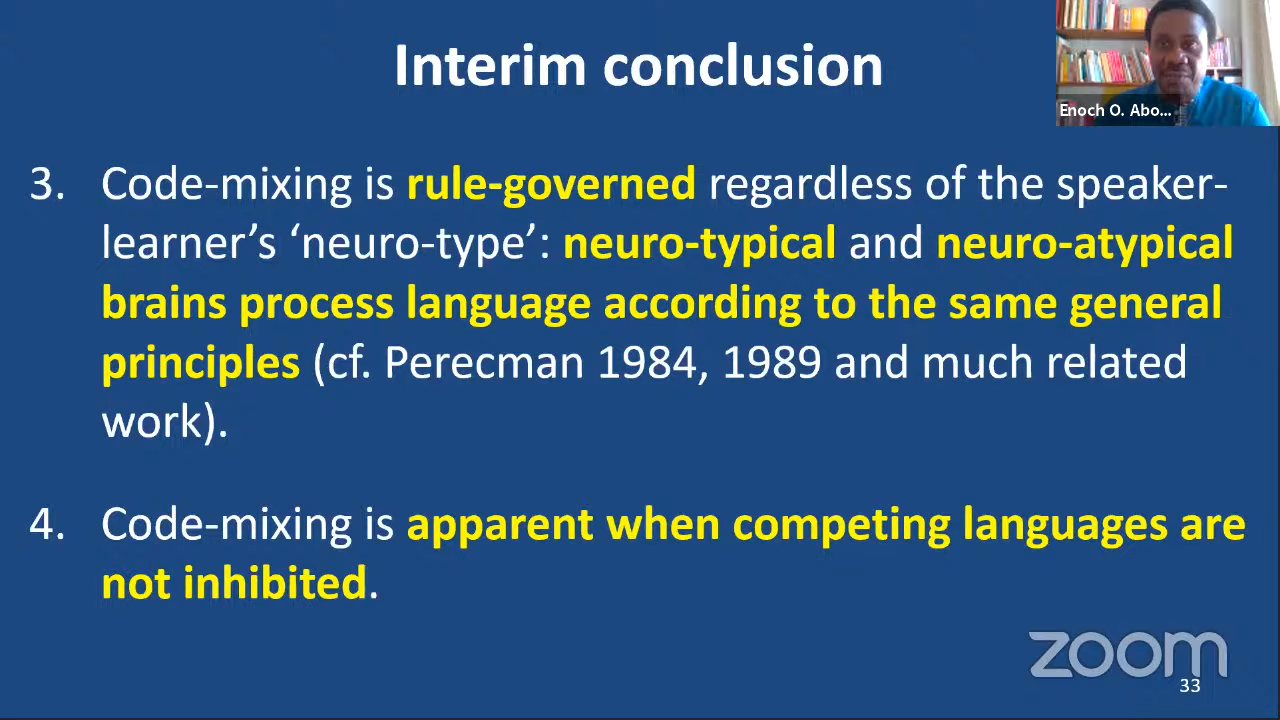 Interim conclusion
Enoch O. Abo...
3. Code-mixing is rule-governed regardless of the speaker-
learner’s ‘neuro-type’: neuro-typical and neuro-atypical
brains process language according to the same general
principles (cf. Perecman 1984, 1989 and much related
work).
4. Code-mixing is apparent when competing languages are
not inhibited.
zoom
33